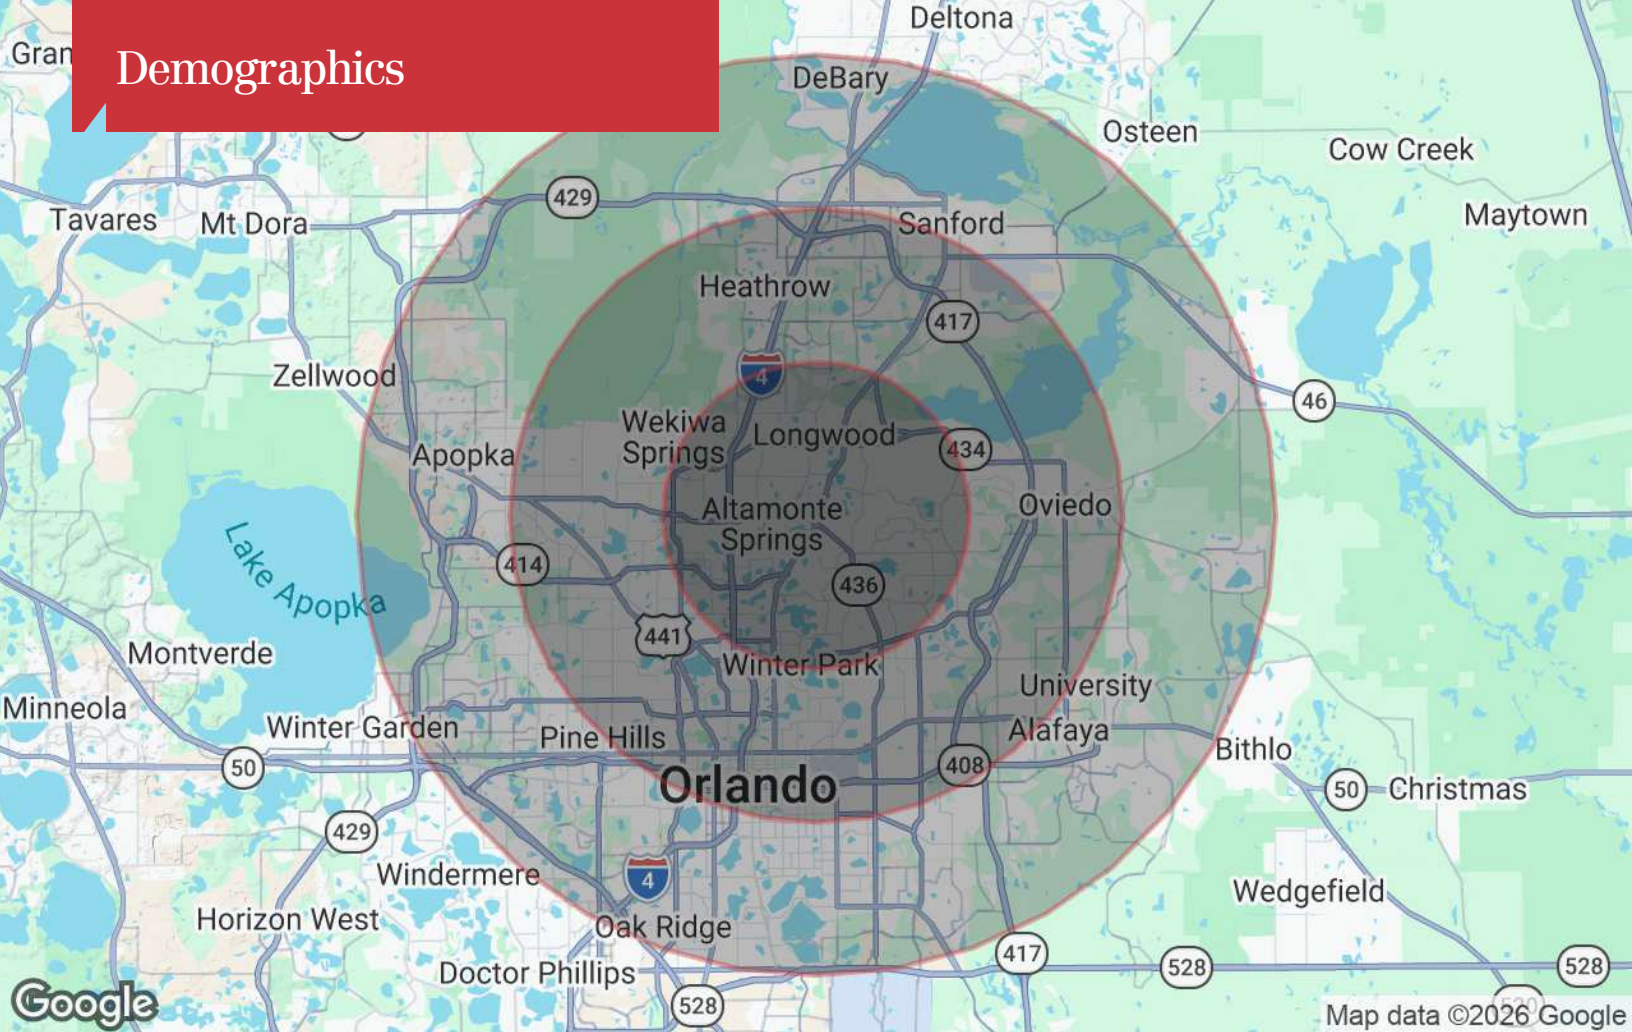 Demographics
Deltona
Gran
DeBary
Osteen
Cow Creek
429
Tavares
Mt Dora
Sanford
Maytown
Heathrow
417
Zellwood
4
46
Wekiwa
Springs
Longwood
434
Apopka
Altamonte
Springs
Oviedo
Lake Apopka
414
436
441
Montverde
Winter Park
University
Minneola
Winter Garden
Pine Hills
Alafaya
Bithlo
50
408
Orlando
50
Christmas
429
Windermere
4
Wedgefield
Horizon West
Oak Ridge
417
Doctor Phillips
528
528
528
Google
Map data ©2026 Google